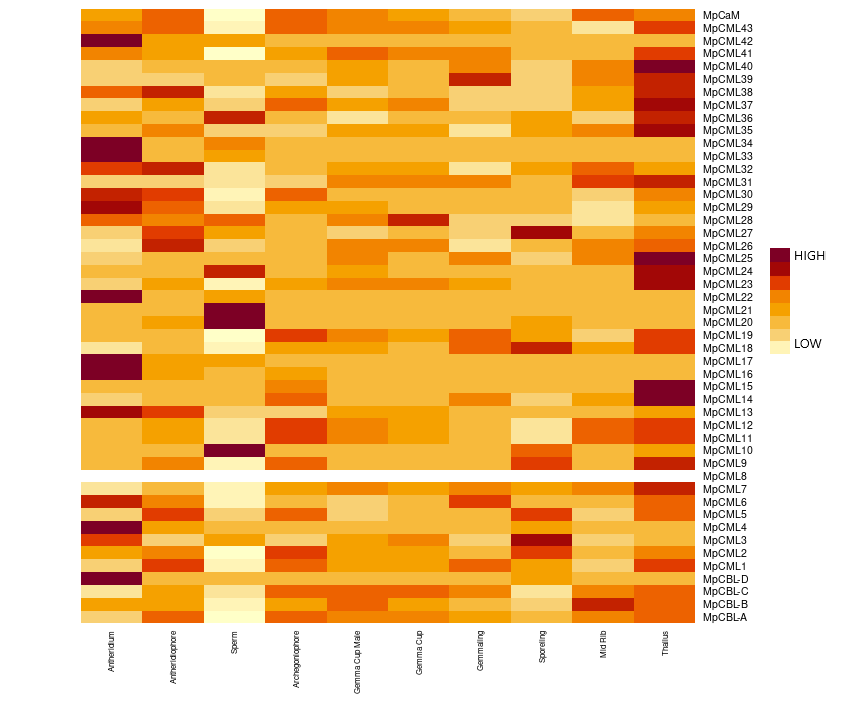 MpCaM
MpCML43
MpCML42
MpCML41
MpCML40
MpCML39
MpCML38
MpCML37
MpCML36
MpCML35
MpCML34
MpCML33
MpCML32
MpCML31
MpCML30
MpCML29
MpCML28
MpCML27
MpCML26
MpCML25
MpCML24
MpCML23
MpCML22
MpCML21
MpCML20
MpCML19
MpCML18
MpCML17
MpCML16
MpCML15
MpCML14
MpCML13
MpCML12
MpCML11
MpCML10
MpCML9
MpCML8
MpCML7
MpCML6
MpCML5
MpCML4
MpCML3
MpCML2
MpCML1
MpCBL-D
MpCBL-C
MpCBL-B
MpCBL-A
HIGH
LOW
Antheridium
Antheridiophore
Sperm
Archegoniophore
Gemma Cup Male
Gemma Cup
Gemmaling
Sporeling
Mid Rib
Thallus